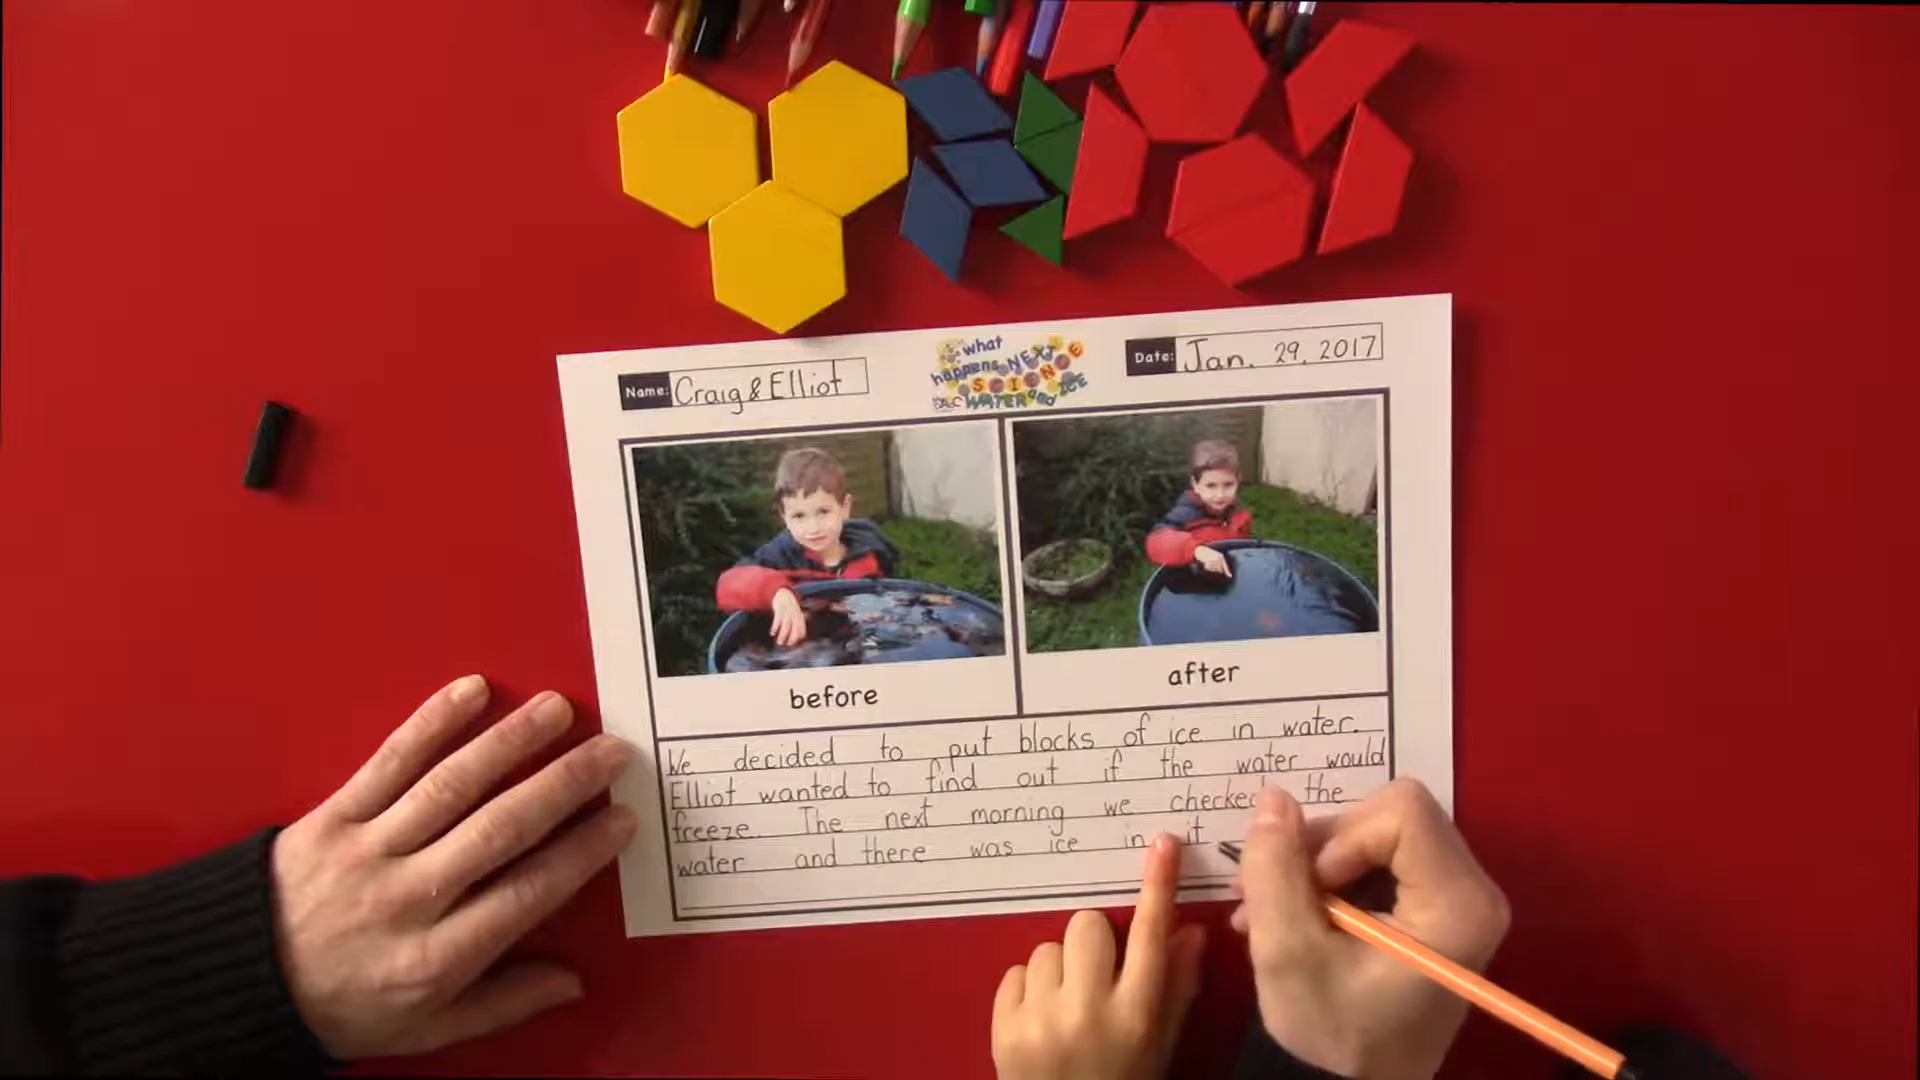 what
happens NEXT
SCIENCE
WATER and ICE
Name: Craig & Elliot
Date: Jan. 29, 2017
before
after
We decided to put blocks of ice in water.
Elliot wanted to find out if the water would
freeze. The next morning we checked the
water and there was ice in it